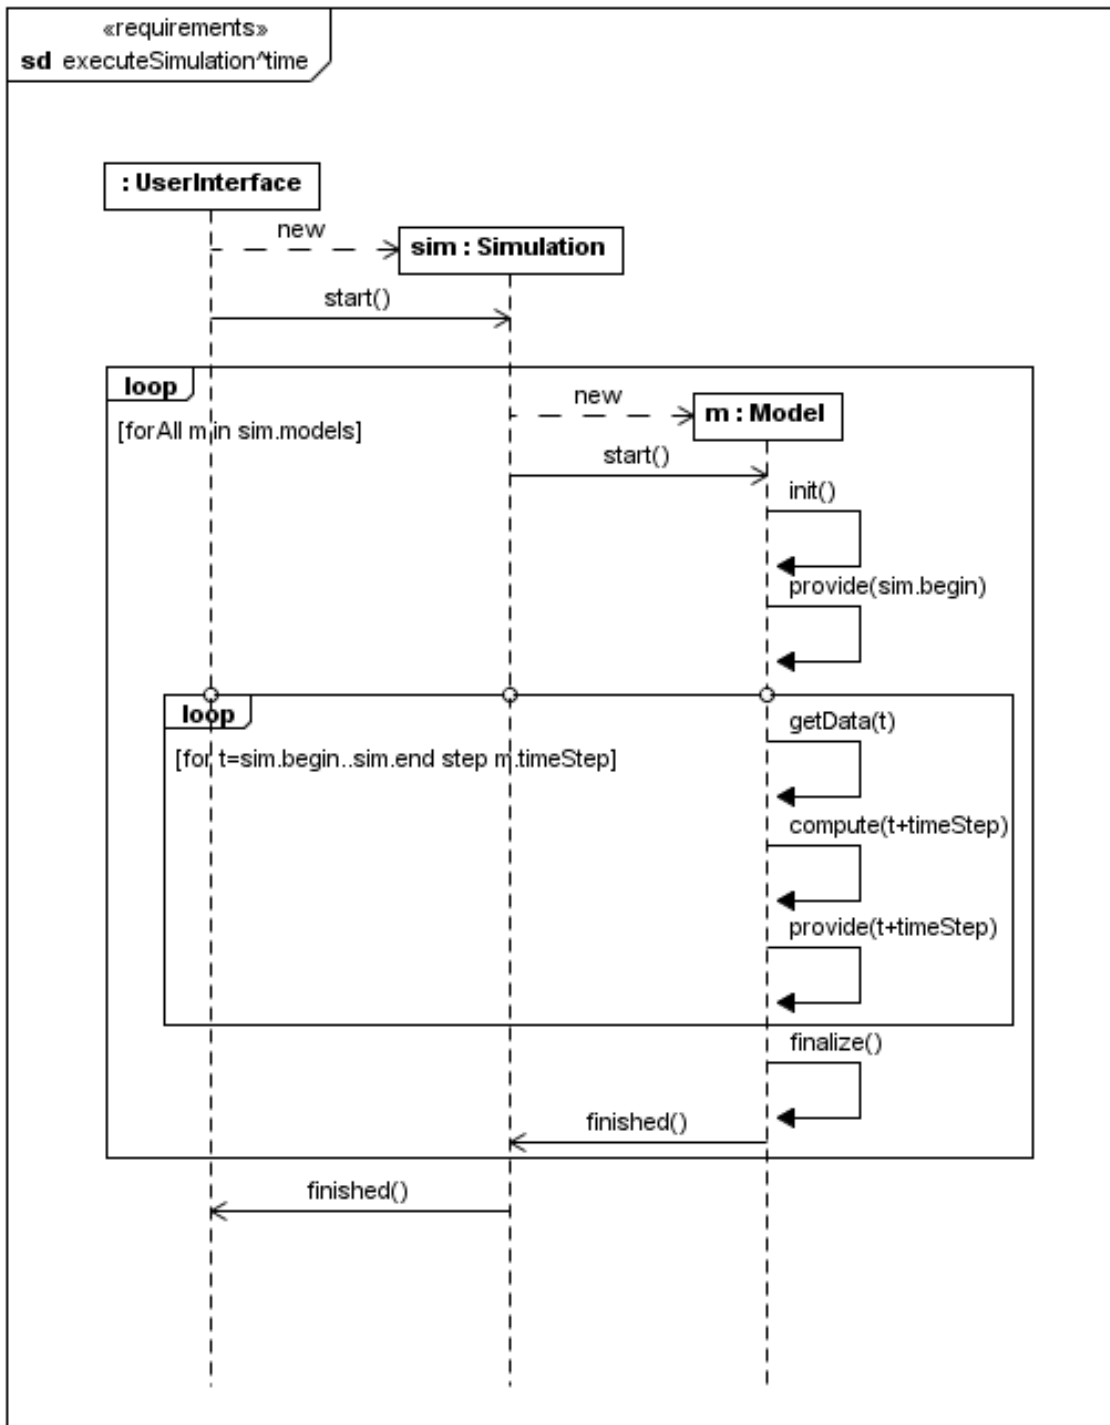 «requirements»
sd executeSimulation^time
: UserInterface
new
sim : Simulation
start()
loop
new
m : Model
[forAll m in sim.models]
start()
init()
provide(sim.begin)
loop
getData(t)
[for t=sim.begin..sim.end step m.timeStep]
compute(t+timeStep)
provide(t+timeStep)
finalize()
finished()
finished()